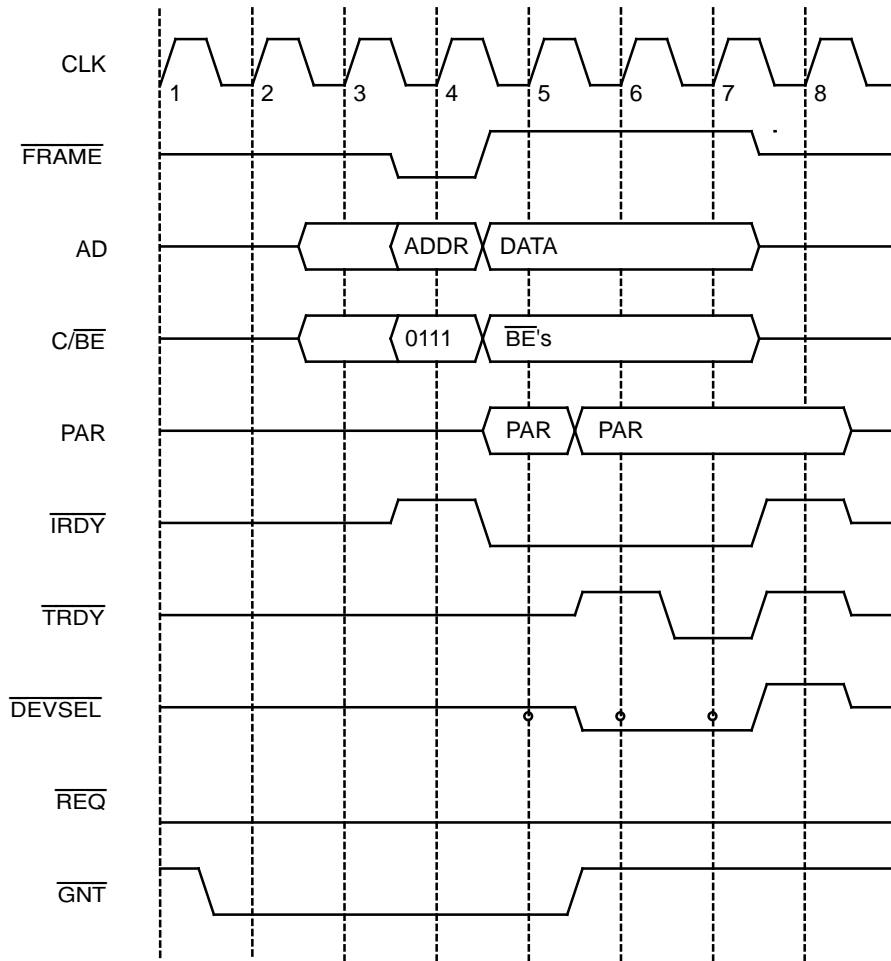 CLK
1 2 3 4 5 6 7 8
FRAME
AD ADDR DATA
C/BE 0111 BE's
PAR PAR PAR
IRDY
TRDY
DEVSEL
REQ
GNT